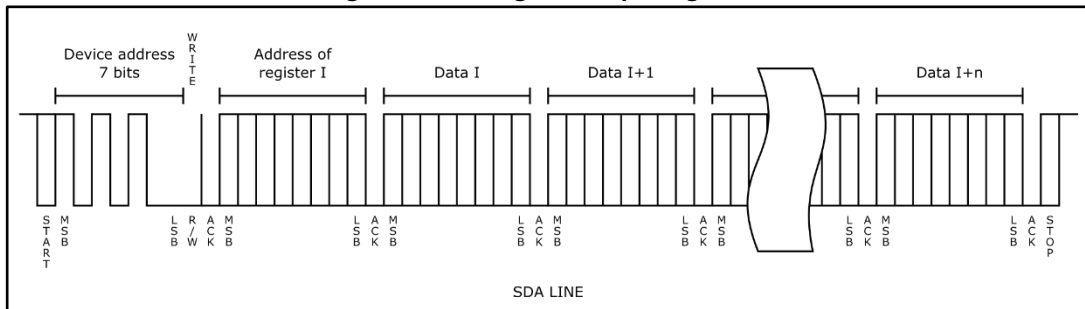 Device address
7 bits
WRITE
Address of
register I
Data I
Data I+1
Data I+n
START
MSB
LSB
R/W
ACK
MSB
LSB
ACK
MSB
LSB
ACK
MSB
LSB
ACK
MSB
LSB
ACK
MSB
LSB
ACK
STOP
SDA LINE